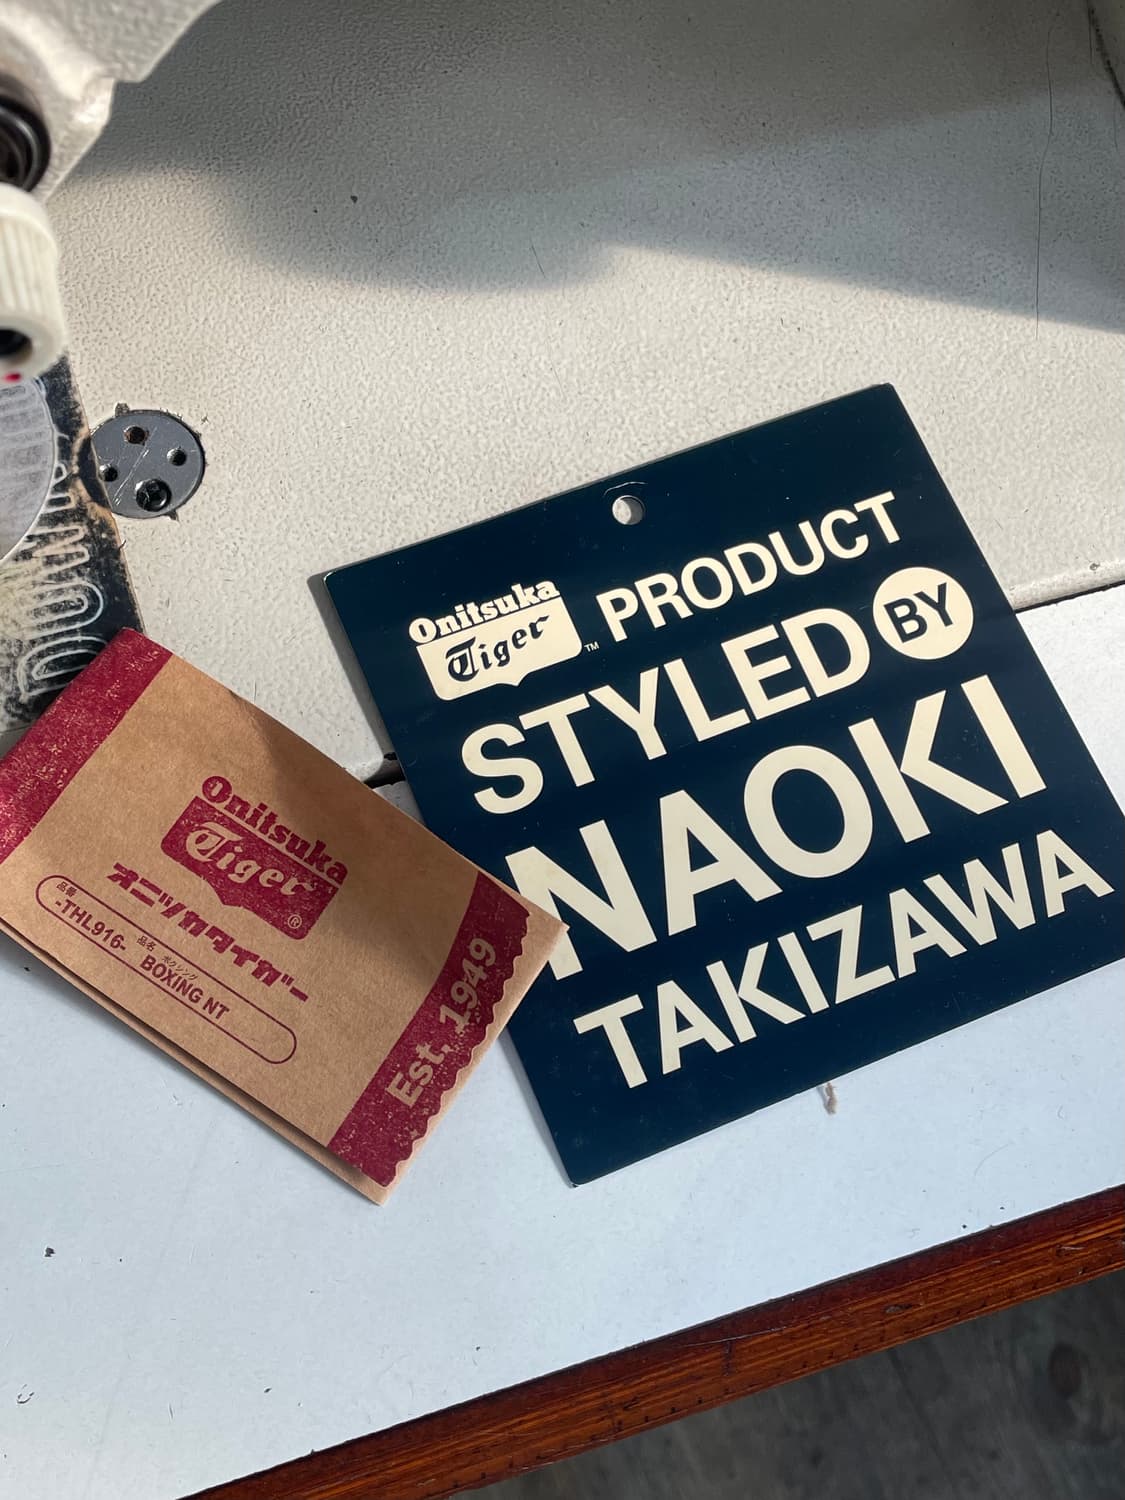 Onitsuka
Tiger™
PRODUCT
STYLED BY
NAOKI
TAKIZAWA
Onitsuka
Tiger®
オニツカタイガー
品番 品名 ボクシング
-THL916- BOXING NT
Est. 1949